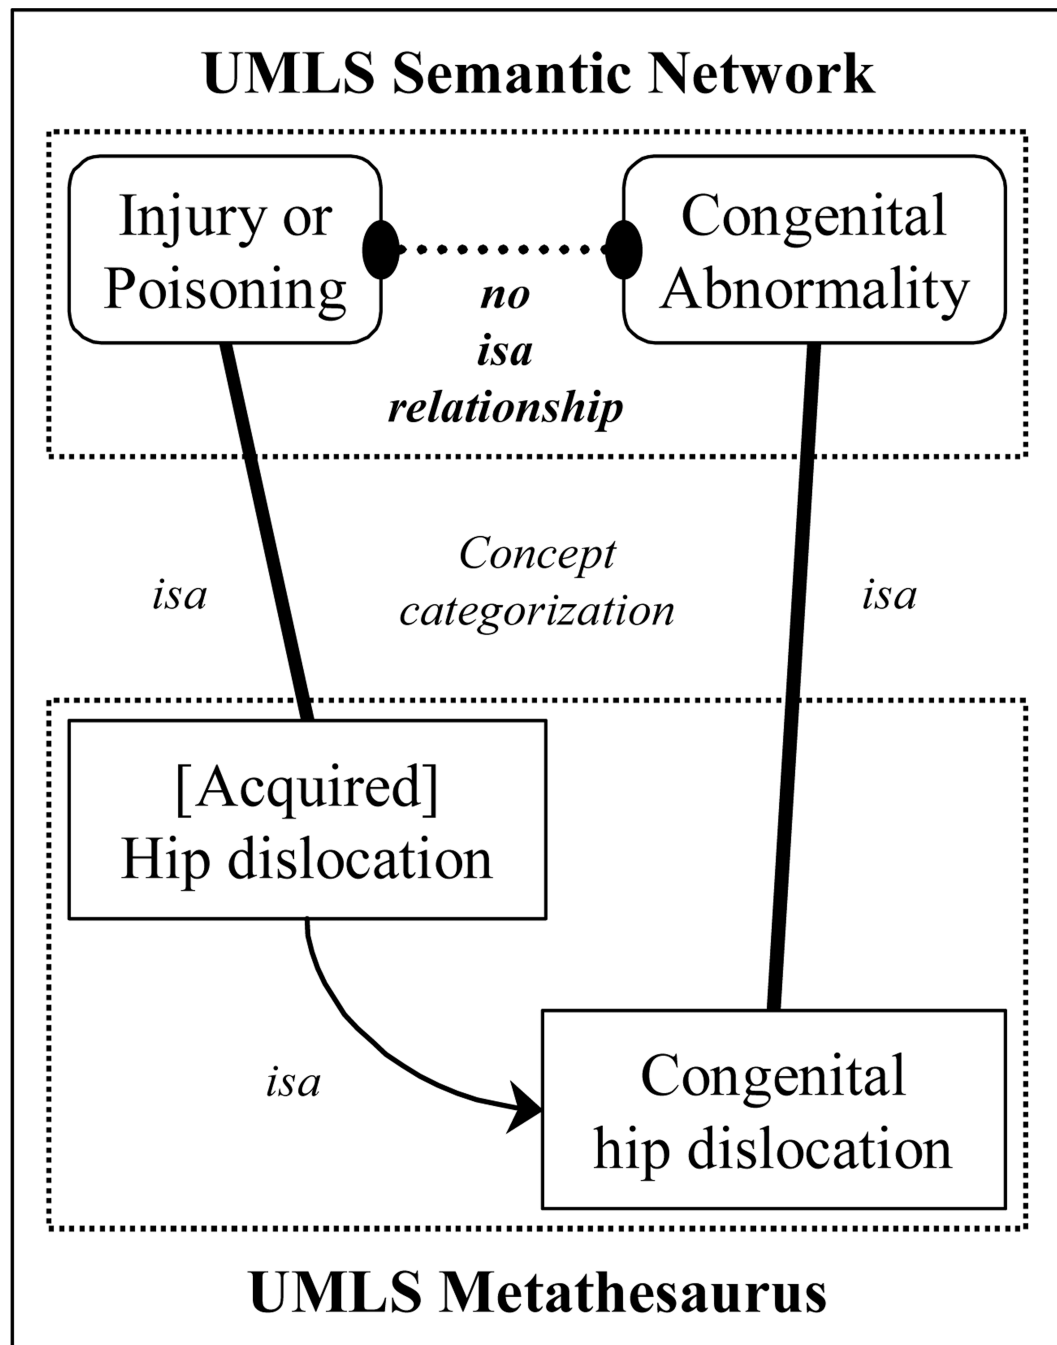 UMLS Semantic Network
Injury or
Poisoning
Congenital
Abnormality
no
isa
relationship
Concept
categorization
isa
isa
[Acquired]
Hip dislocation
isa
Congenital
hip dislocation
UMLS Metathesaurus